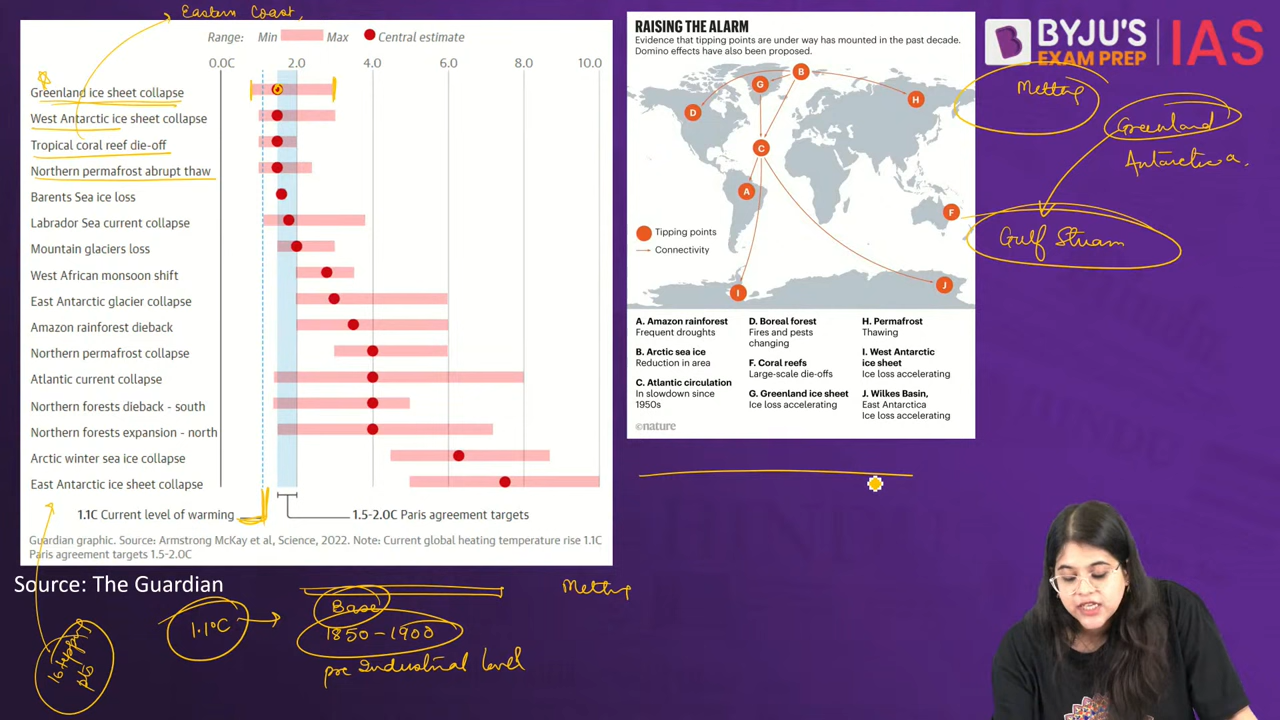 Eastern Coast,
Range: Min Max Central estimate
0.0C 2.0 4.0 6.0 8.0 10.0
Greenland ice sheet collapse
West Antarctic ice sheet collapse
Tropical coral reef die-off
Northern permafrost abrupt thaw
Barents Sea ice loss
Labrador Sea current collapse
Mountain glaciers loss
West African monsoon shift
East Antarctic glacier collapse
Amazon rainforest dieback
Northern permafrost collapse
Atlantic current collapse
Northern forests dieback - south
Northern forests expansion - north
Arctic winter sea ice collapse
East Antarctic ice sheet collapse
1.1C Current level of warming
1.5-2.0C Paris agreement targets
Guardian graphic. Source: Armstrong McKay et al, Science, 2022. Note: Current global heating temperature rise 1.1C
Paris agreement targets 1.5-2.0C
Source: The Guardian
16 tipping
pts
1.1°C
Base
1850-1900
pre Industrial level
Melting
RAISING THE ALARM
Evidence that tipping points are under way has mounted in the past decade.
Domino effects have also been proposed.
B
G
H
D
C
A
F
I
J
Tipping points
Connectivity
A. Amazon rainforest
Frequent droughts
B. Arctic sea ice
Reduction in area
C. Atlantic circulation
In slowdown since
1950s
D. Boreal forest
Fires and pests
changing
F. Coral reefs
Large-scale die-offs
G. Greenland ice sheet
Ice loss accelerating
H. Permafrost
Thawing
I. West Antarctic
ice sheet
Ice loss accelerating
J. Wilkes Basin,
East Antarctica
Ice loss accelerating
©nature
BYJU'S
EXAM PREP
IAS
Melting
Greenland
Antarctica.
Gulf Stream